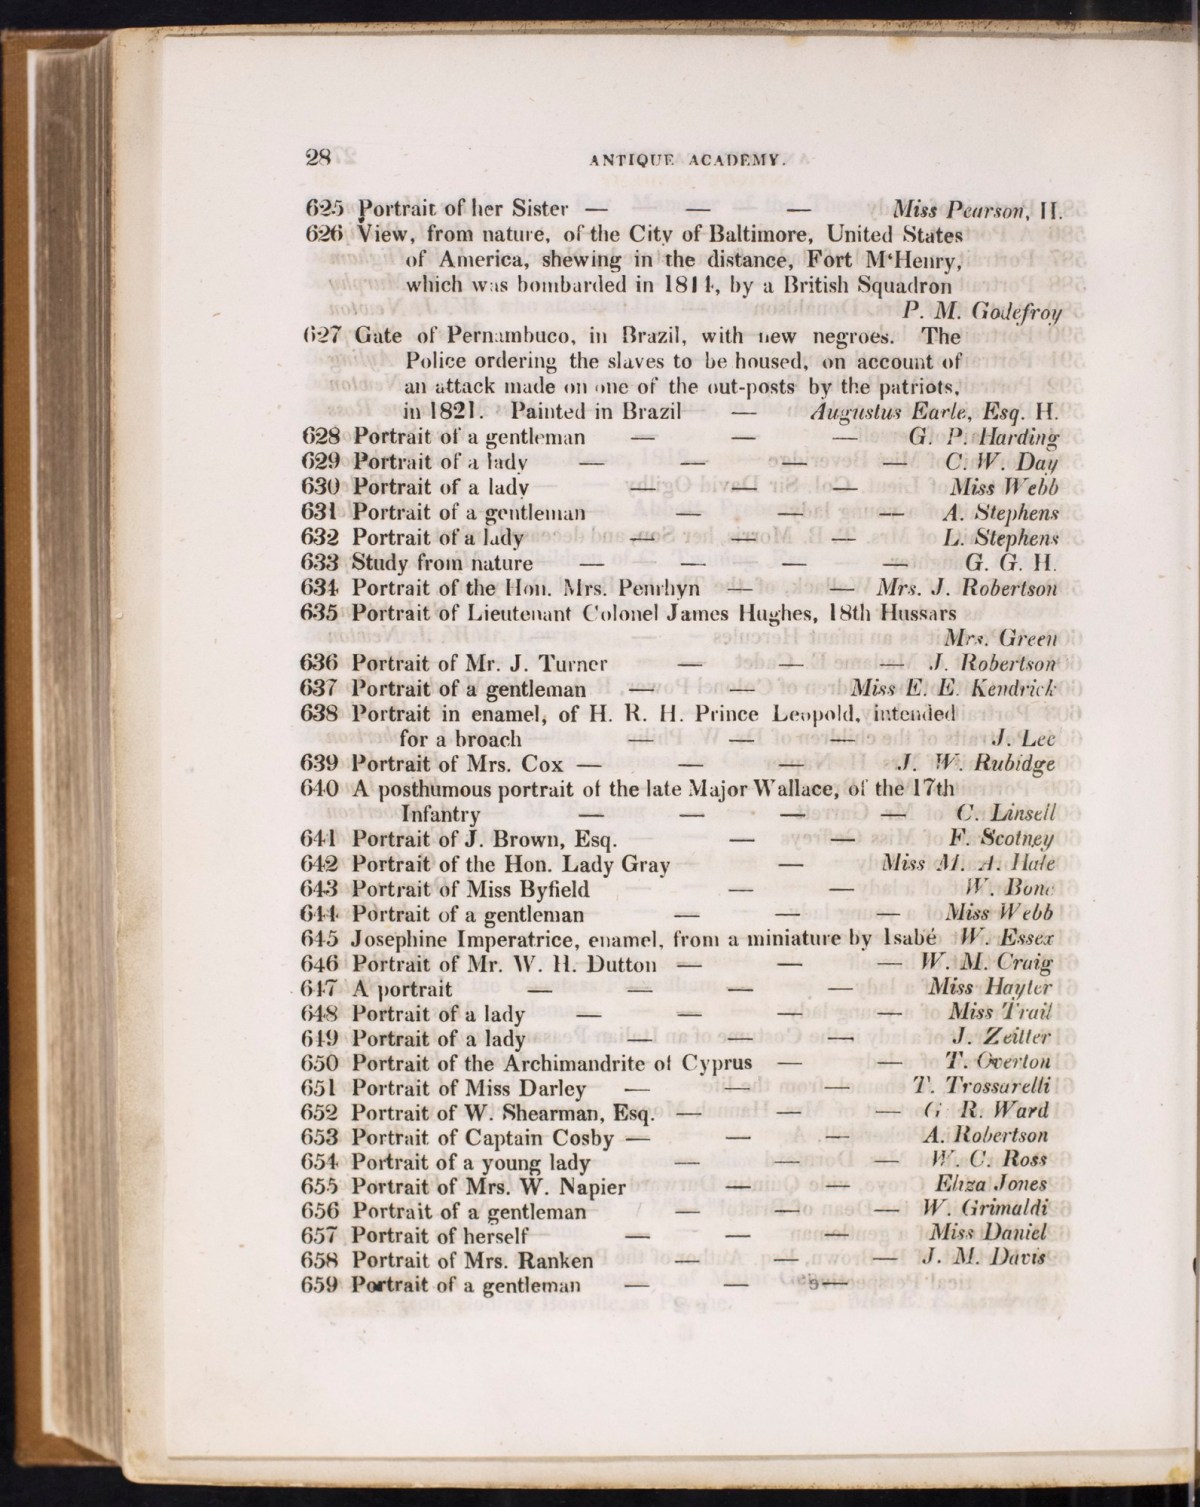 28 ANTIQUE ACADEMY.
625 Portrait of her Sister — — — Miss Pearson, H.
626 View, from nature, of the City of Baltimore, United States
of America, shewing in the distance, Fort M‘Henry,
which was bombarded in 1814, by a British Squadron
P. M. Godefroy
627 Gate of Pernambuco, in Brazil, with new negroes. The
Police ordering the slaves to be housed, on account of
an attack made on one of the out-posts by the patriots,
in 1821. Painted in Brazil — Augustus Earle, Esq. H.
628 Portrait of a gentleman — — — G. P. Harding
629 Portrait of a lady — — — — C. W. Day
630 Portrait of a lady — — — Miss Webb
631 Portrait of a gentleman — — — A. Stephens
632 Portrait of a lady — — — L. Stephens
633 Study from nature — — — — G. G. H.
634 Portrait of the Hon. Mrs. Penrhyn — — Mrs. J. Robertson
635 Portrait of Lieutenant Colonel James Hughes, 18th Hussars
Mrs. Green
636 Portrait of Mr. J. Turner — — — J. Robertson
637 Portrait of a gentleman — — Miss E. E. Kendrick
638 Portrait in enamel, of H. R. H. Prince Leopold, intended
for a broach — — — J. Lee
639 Portrait of Mrs. Cox — — — J. W. Rubidge
640 A posthumous portrait of the late Major Wallace, of the 17th
Infantry — — — — C. Linsell
641 Portrait of J. Brown, Esq. — — F. Scotney
642 Portrait of the Hon. Lady Gray — Miss M. A. Hale
643 Portrait of Miss Byfield — — W. Bone
644 Portrait of a gentleman — — — Miss Webb
645 Josephine Imperatrice, enamel, from a miniature by Isabé W. Essex
646 Portrait of Mr. W. H. Dutton — — — W. M. Craig
647 A portrait — — — — Miss Hayter
648 Portrait of a lady — — — — Miss Trail
649 Portrait of a lady — — — J. Zeitter
650 Portrait of the Archimandrite of Cyprus — — T. Overton
651 Portrait of Miss Darley — — — T. Trossarelli
652 Portrait of W. Shearman, Esq. — — — G R. Ward
653 Portrait of Captain Cosby — — — A. Robertson
654 Portrait of a young lady — — — W. C. Ross
655 Portrait of Mrs. W. Napier — — Eliza Jones
656 Portrait of a gentleman — — — W. Grimaldi
657 Portrait of herself — — — Miss Daniel
658 Portrait of Mrs. Ranken — — — J. M. Davis
659 Portrait of a gentleman — — —